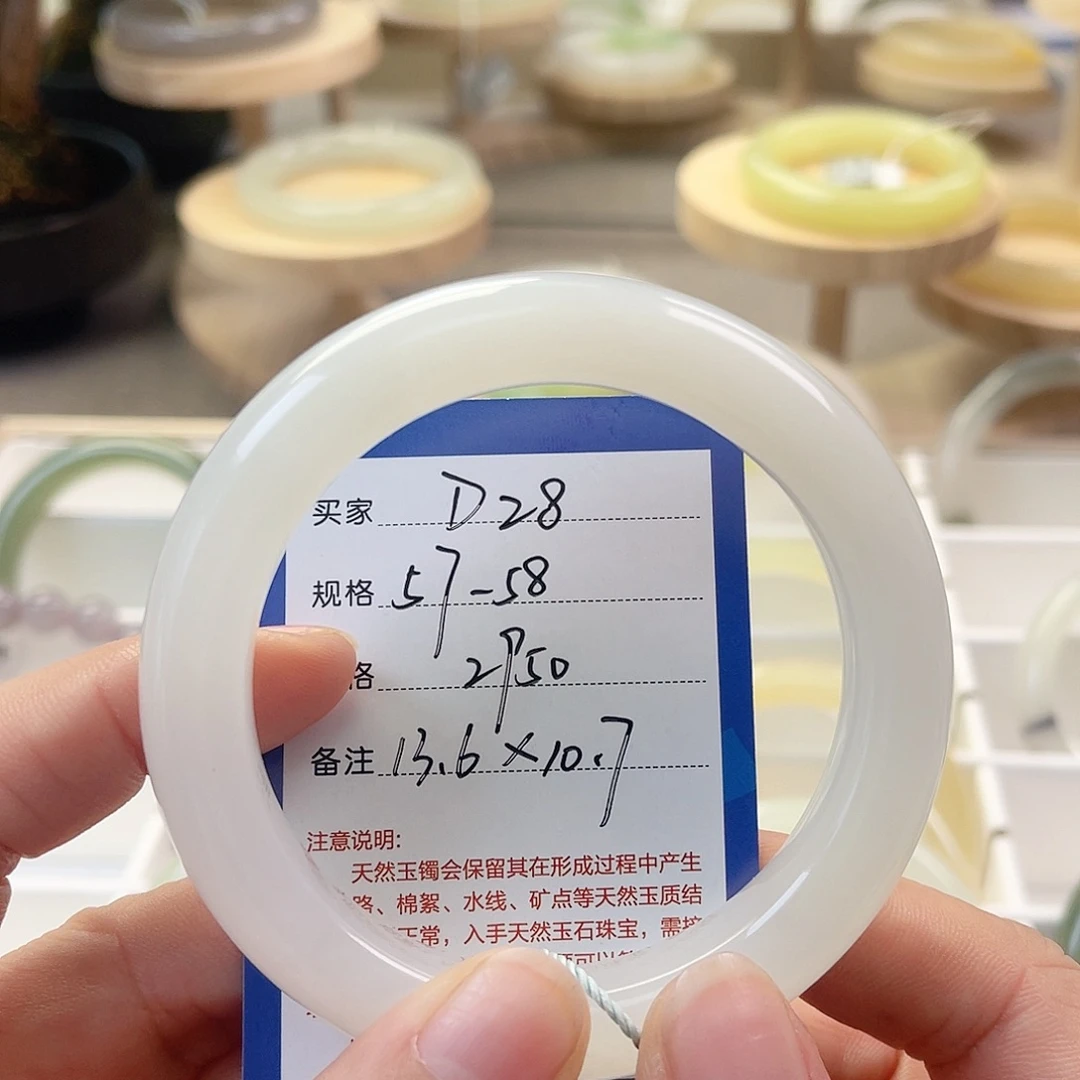 买家 D28
规格 57-58
格 2750
备注 13.6×10.7
注意说明:
天然玉镯会保留其在形成过程中产生
路、棉絮、水线、矿点等天然玉质结
正常，入手天然玉石珠宝，需